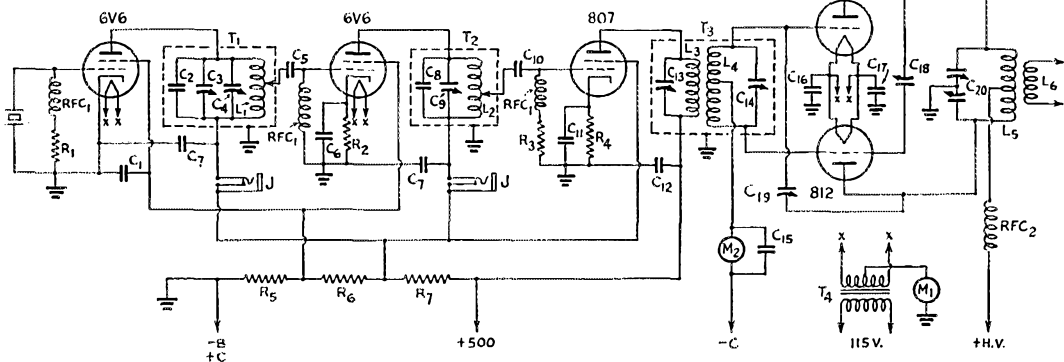 6V6 6V6 807
T1 T2 T3
C2 C3 C4 L1 C5 C8 C9 L2 C10 L3 C13 L4 C14 C16 C17 C18 C20 L6 L5
RFC1 RFC1 RFC1
R1 C1 C7 C6 R2 C7 R3 C11 R4 C12 C19 812
J J
x x x x x x
M2 C15 RFC2
x x
R5 R6 R7 T4 M1
-B +500 -C 115 V. +H.V.
+C